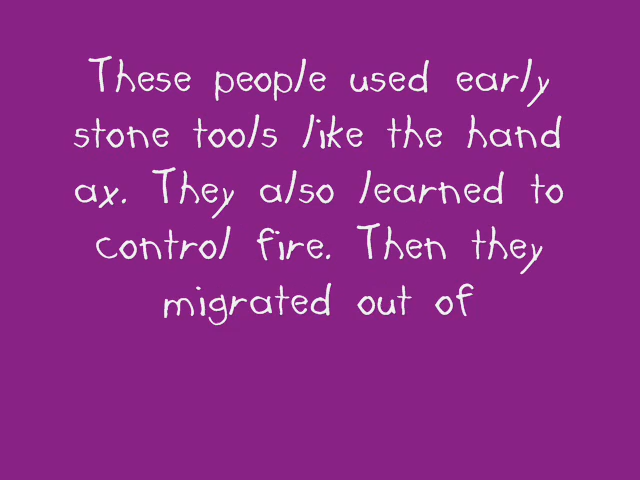 These people used early
stone tools like the hand
ax. They also learned to
control fire. Then they
migrated out of